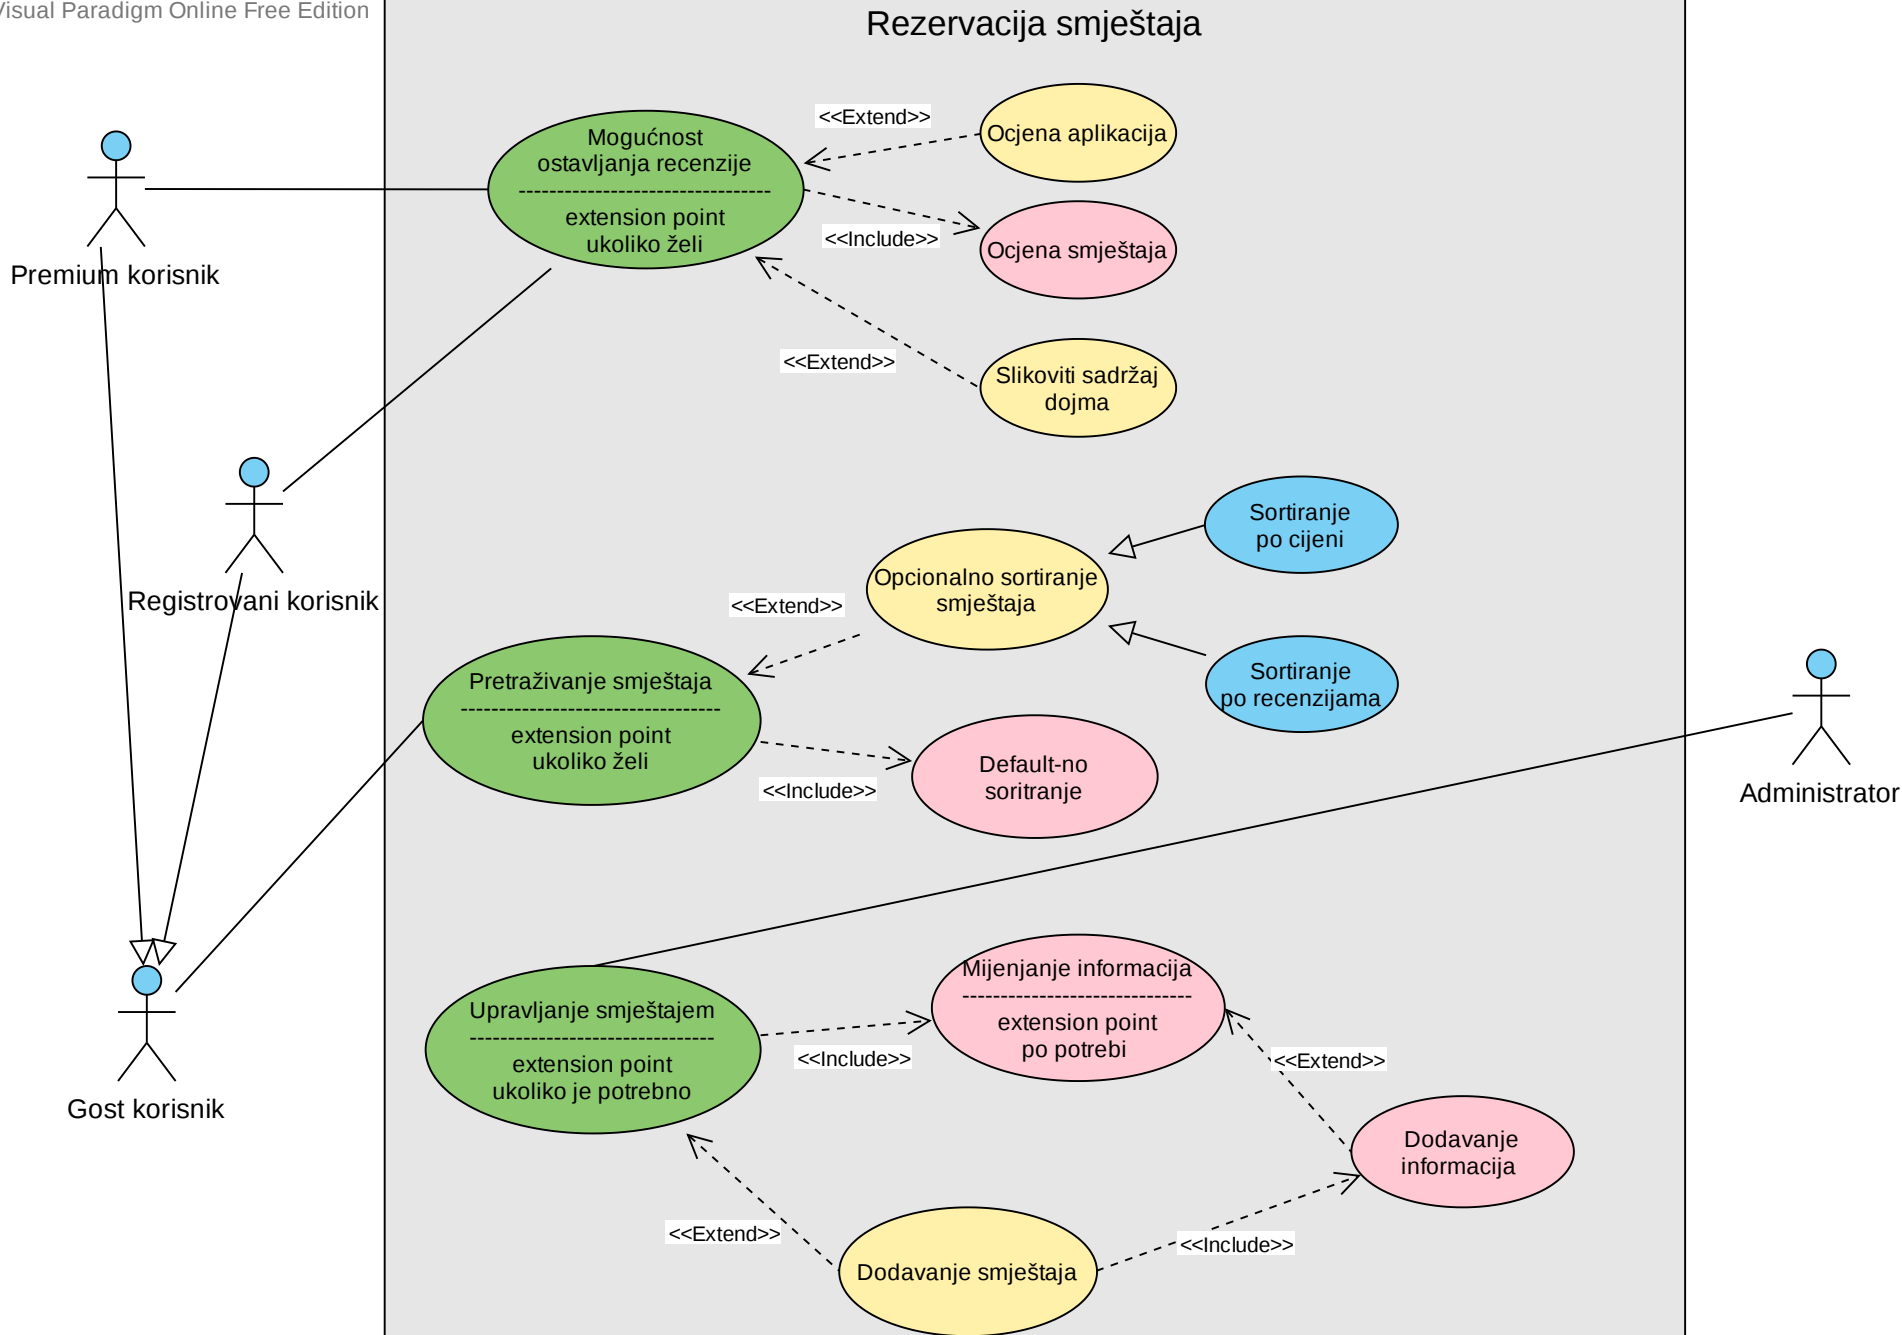 Visual Paradigm Online Free Edition
Rezervacija smještaja
Mogućnost
ostavljanja recenzije
---------------------------------
extension point
ukoliko želi
<<Extend>>
Ocjena aplikacija
<<Include>>
Ocjena smještaja
<<Extend>>
Slikoviti sadržaj
dojma
Premium korisnik
Registrovani korisnik
Sortiranje
po cijeni
Opcionalno sortiranje
smještaja
<<Extend>>
Sortiranje
po recenzijama
Pretraživanje smještaja
----------------------------------
extension point
ukoliko želi
<<Include>>
Default-no
soritranje
Administrator
Upravljanje smještajem
--------------------------------
extension point
ukoliko je potrebno
<<Include>>
Mijenjanje informacija
------------------------------
extension point
po potrebi
<<Extend>>
Gost korisnik
Dodavanje
informacija
<<Extend>>
<<Include>>
Dodavanje smještaja